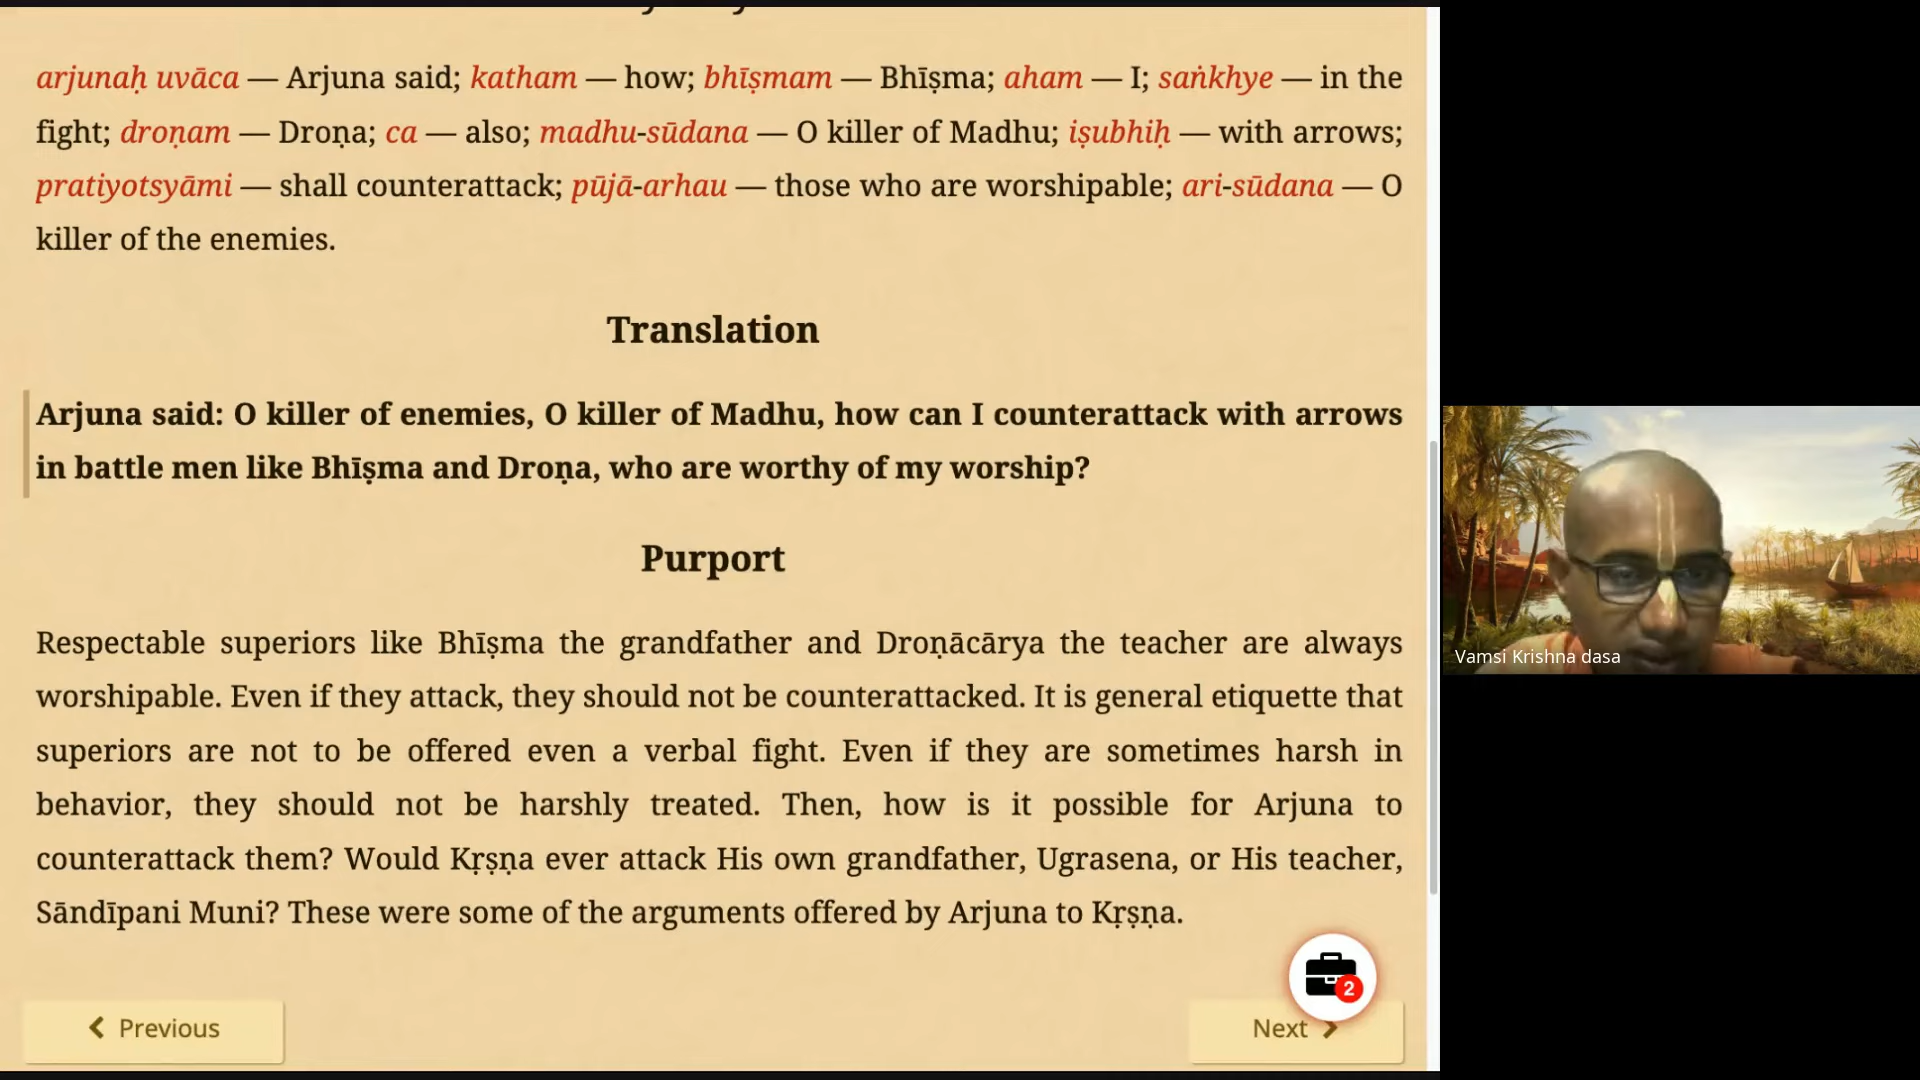 arjunaḥ uvāca — Arjuna said; katham — how; bhīṣmam — Bhīṣma; aham — I; saṅkhye — in the
fight; droṇam — Droṇa; ca — also; madhu-sūdana — O killer of Madhu; iṣubhiḥ — with arrows;
pratiyotsyāmi — shall counterattack; pūjā-arhau — those who are worshipable; ari-sūdana — O
killer of the enemies.
Translation
Arjuna said: O killer of enemies, O killer of Madhu, how can I counterattack with arrows
in battle men like Bhīṣma and Droṇa, who are worthy of my worship?
Purport
Respectable superiors like Bhīṣma the grandfather and Droṇācārya the teacher are always
worshipable. Even if they attack, they should not be counterattacked. It is general etiquette that
superiors are not to be offered even a verbal fight. Even if they are sometimes harsh in
behavior, they should not be harshly treated. Then, how is it possible for Arjuna to
counterattack them? Would Kṛṣṇa ever attack His own grandfather, Ugrasena, or His teacher,
Sāndīpani Muni? These were some of the arguments offered by Arjuna to Kṛṣṇa.
2
Previous
Next
Vamsi Krishna dasa